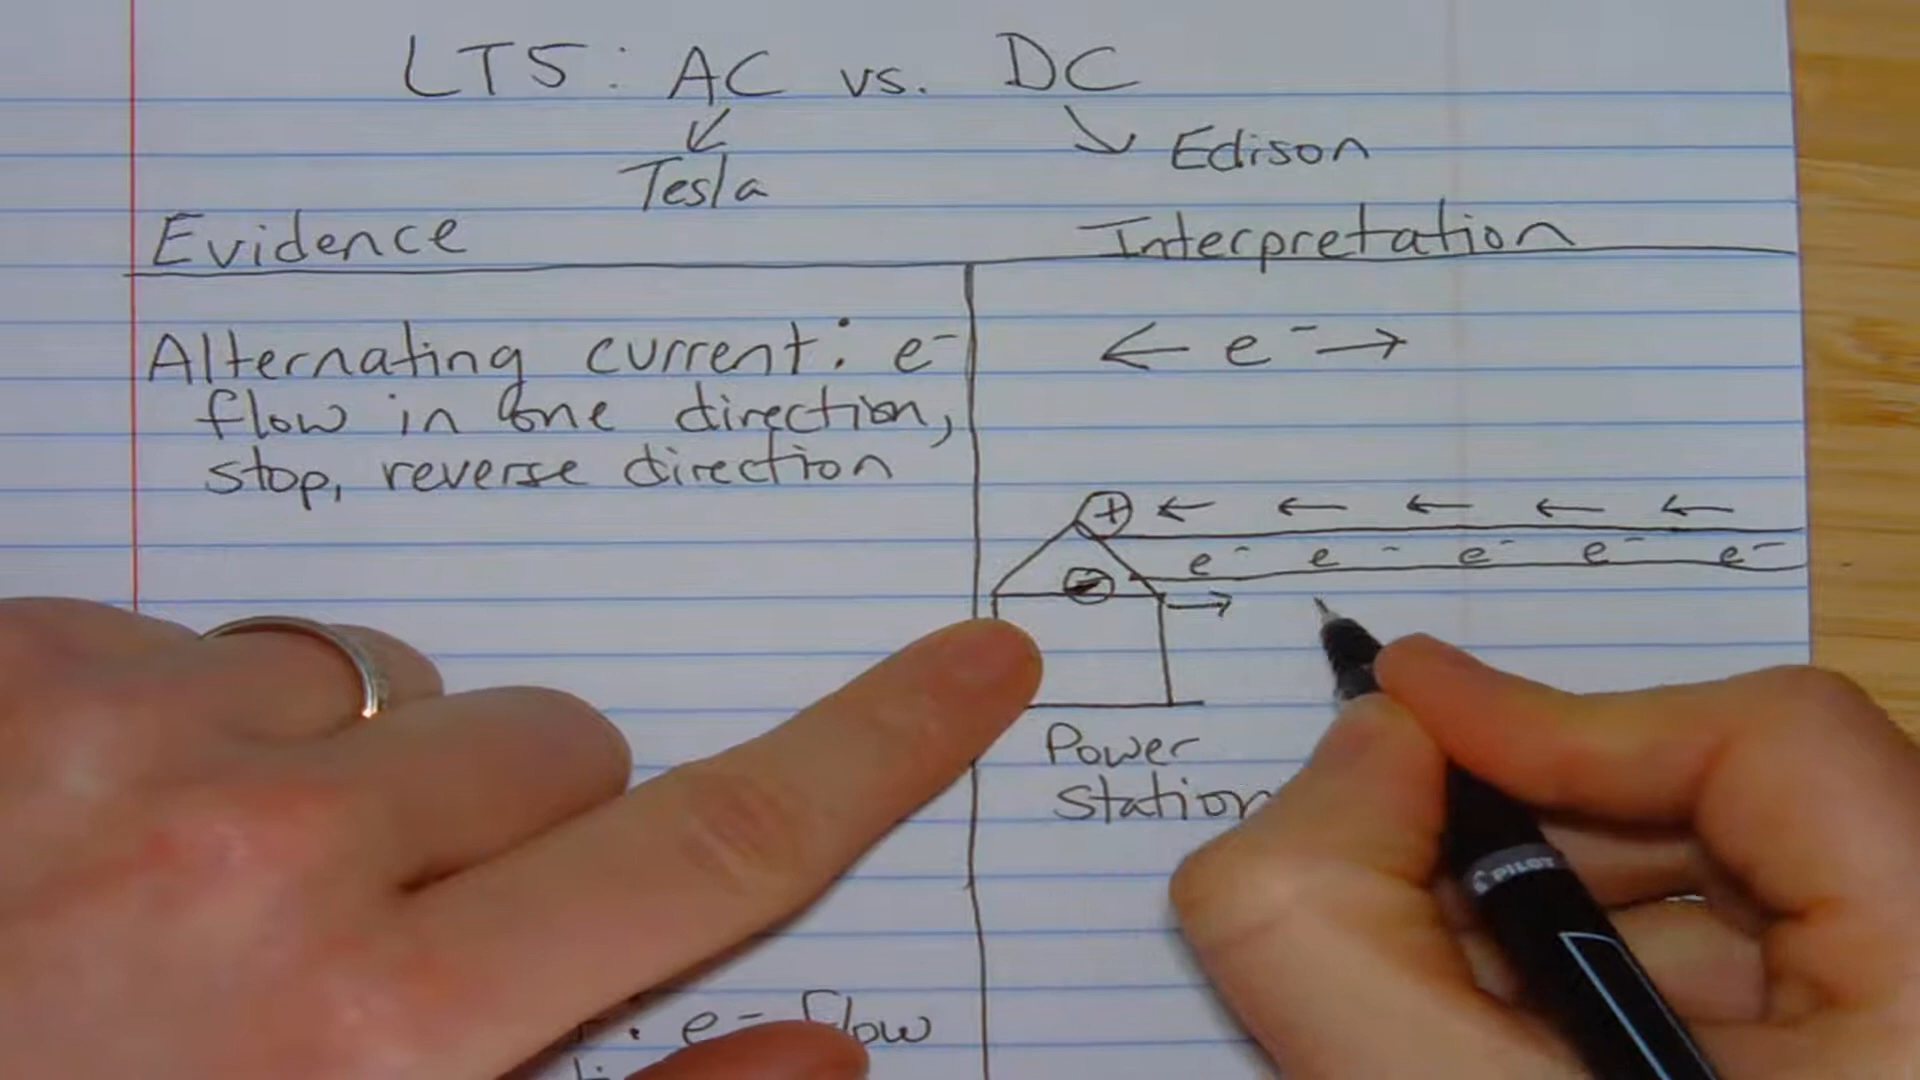 LT5: AC vs. DC
Tesla
Edison
Evidence
Interpretation
Alternating current: e⁻
flow in one direction,
stop, reverse direction
← e⁻ →
+ ← ← ← ← ←
e⁻ e⁻ e⁻ e⁻ e⁻
- →
Power
Station
: e- flow
PILOT